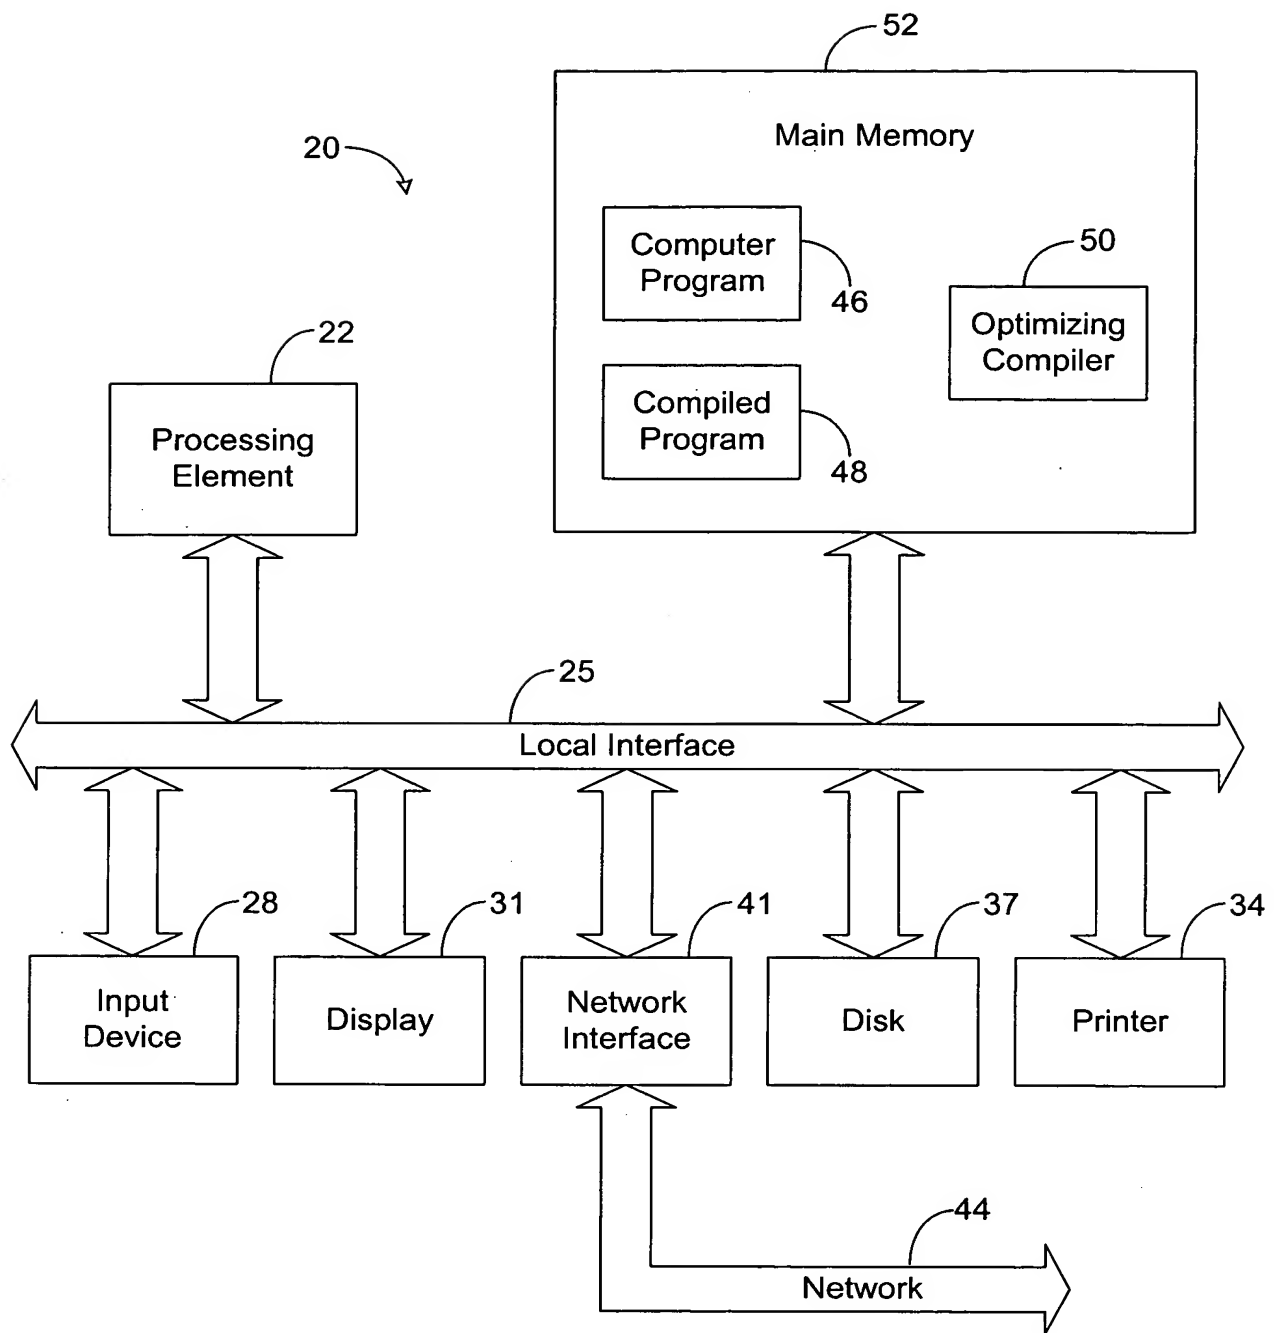 52
Main Memory
20
Computer
Program
46
50
Optimizing
Compiler
22
Processing
Element
Compiled
Program
48
25
Local Interface
28
Input
Device
31
Display
41
Network
Interface
37
Disk
34
Printer
44
Network